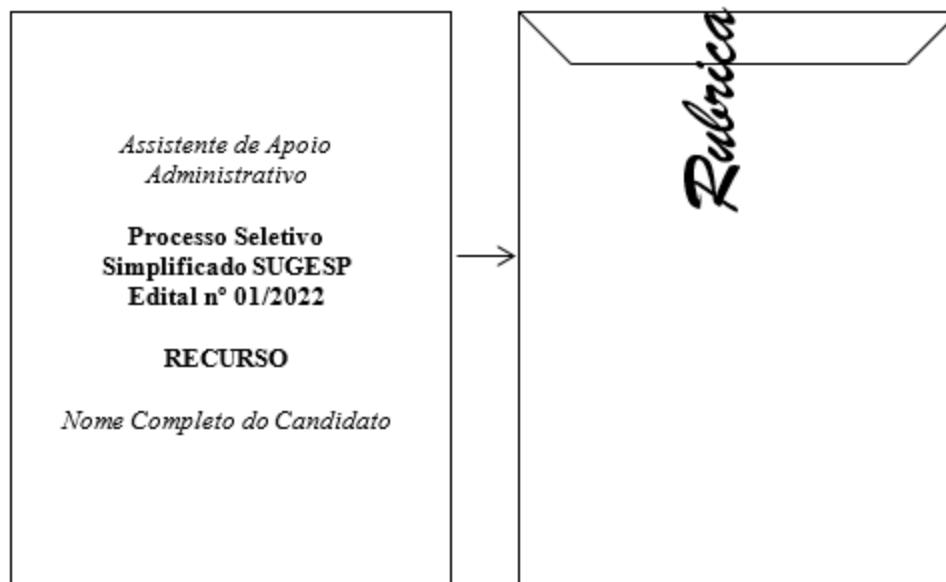 Assistente de Apoio
Administrativo
Processo Seletivo
Simplificado SUGESP
Edital nº 01/2022
RECURSO
Nome Completo do Candidato
Rubrica